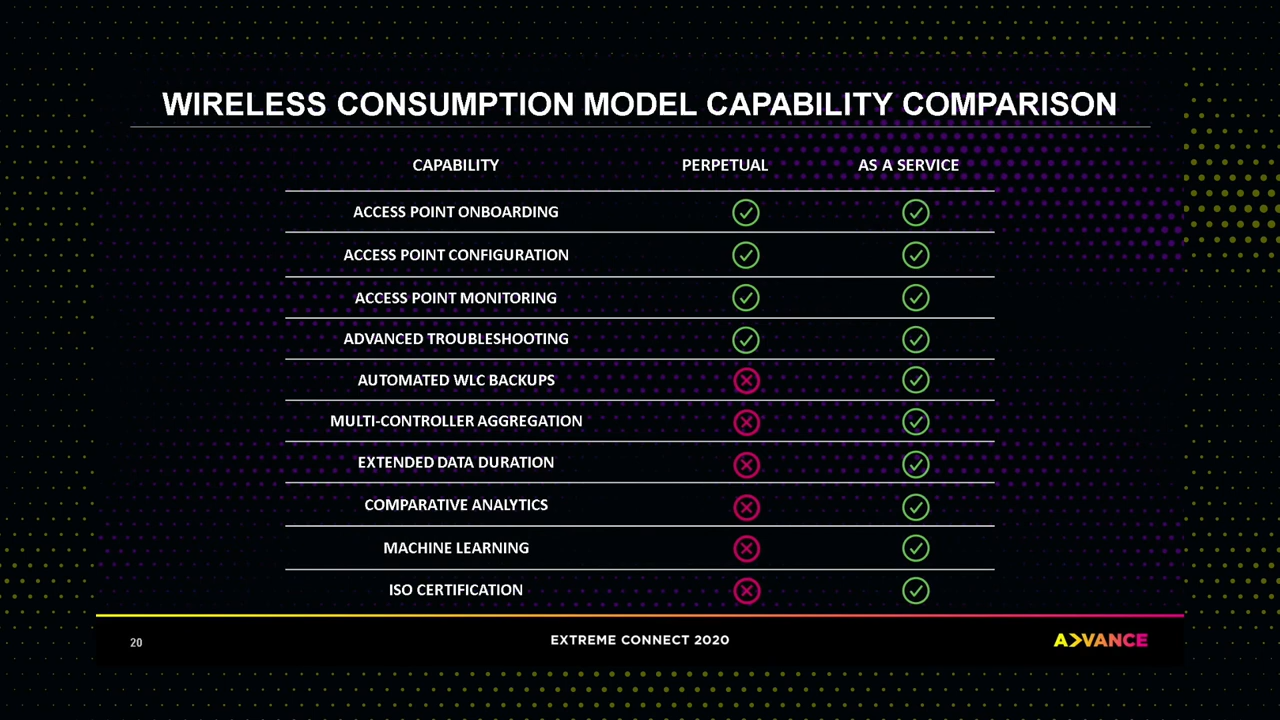 WIRELESS CONSUMPTION MODEL CAPABILITY COMPARISON
CAPABILITY PERPETUAL AS A SERVICE
ACCESS POINT ONBOARDING
ACCESS POINT CONFIGURATION
ACCESS POINT MONITORING
ADVANCED TROUBLESHOOTING
AUTOMATED WLC BACKUPS
MULTI-CONTROLLER AGGREGATION
EXTENDED DATA DURATION
COMPARATIVE ANALYTICS
MACHINE LEARNING
ISO CERTIFICATION
20 EXTREME CONNECT 2020 ADVANCE